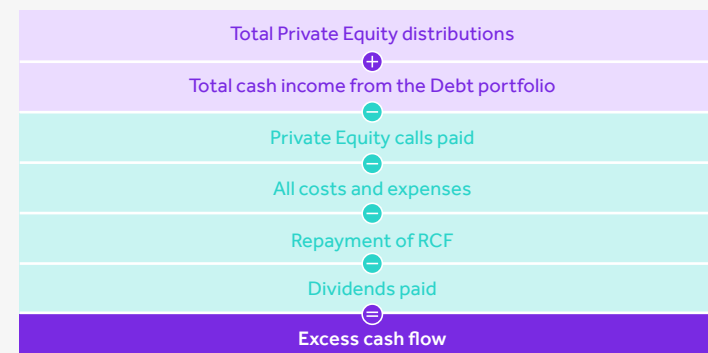 Total Private Equity distributions
+
Total cash income from the Debt portfolio
−
Private Equity calls paid
−
All costs and expenses
−
Repayment of RCF
−
Dividends paid
=
Excess cash flow